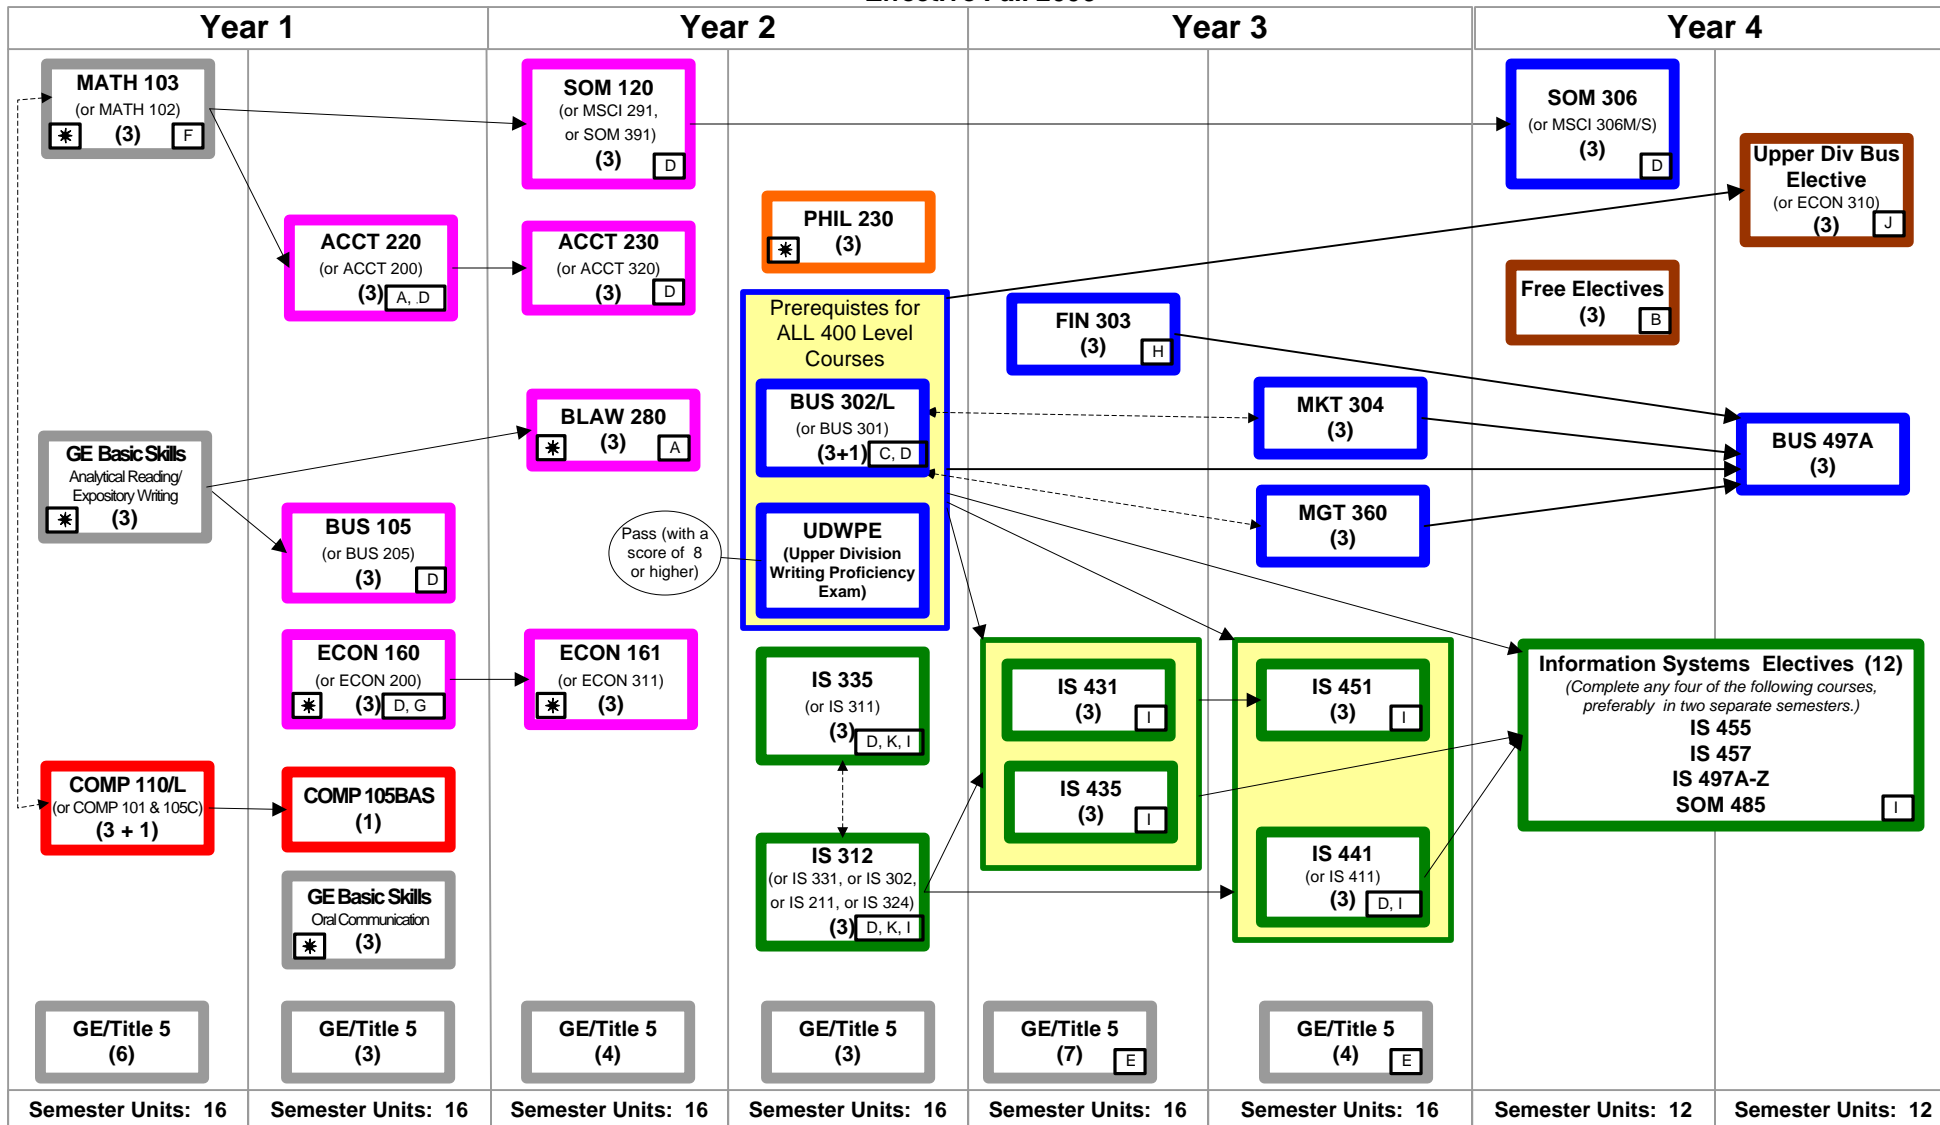 Year 1
Year 2
Year 3
Year 4
MATH 103
(or MATH 102)
(3)
F
ACCT 220
(or ACCT 200)
(3)
A, .D
SOM 120
(or MSCI 291,
or SOM 391)
(3)
D
ACCT 230
(or ACCT 320)
(3)
D
PHIL 230
(3)
SOM 306
(or MSCI 306M/S)
(3)
D
Upper Div Bus
Elective
(or ECON 310)
(3)
J
Free Electives
(3)
B
Prerequistes for
ALL 400 Level
Courses
BUS 302/L
(or BUS 301)
(3+1)
C, D
UDWPE
(Upper Division
Writing Proficiency
Exam)
Pass (with a
score of 8
or higher)
FIN 303
(3)
H
MKT 304
(3)
MGT 360
(3)
BUS 497A
(3)
BLAW 280
(3)
A
GE Basic Skills
Analytical Reading/
Expository Writing
(3)
BUS 105
(or BUS 205)
(3)
D
ECON 160
(or ECON 200)
(3)
D, G
ECON 161
(or ECON 311)
(3)
IS 335
(or IS 311)
(3)
D, K, I
IS 431
(3)
I
IS 435
(3)
I
IS 451
(3)
I
IS 441
(or IS 411)
(3)
D, I
Information Systems Electives (12)
(Complete any four of the following courses,
preferably in two separate semesters.)
IS 455
IS 457
IS 497A-Z
SOM 485
I
COMP 110/L
(or COMP 101 & 105C)
(3 + 1)
COMP 105BAS
(1)
GE Basic Skills
Oral Communication
(3)
IS 312
(or IS 331, or IS 302,
or IS 211, or IS 324)
(3)
D, K, I
GE/Title 5
(6)
GE/Title 5
(3)
GE/Title 5
(4)
GE/Title 5
(3)
GE/Title 5
(7)
E
GE/Title 5
(4)
E
Semester Units: 16
Semester Units: 16
Semester Units: 16
Semester Units: 16
Semester Units: 16
Semester Units: 16
Semester Units: 12
Semester Units: 12